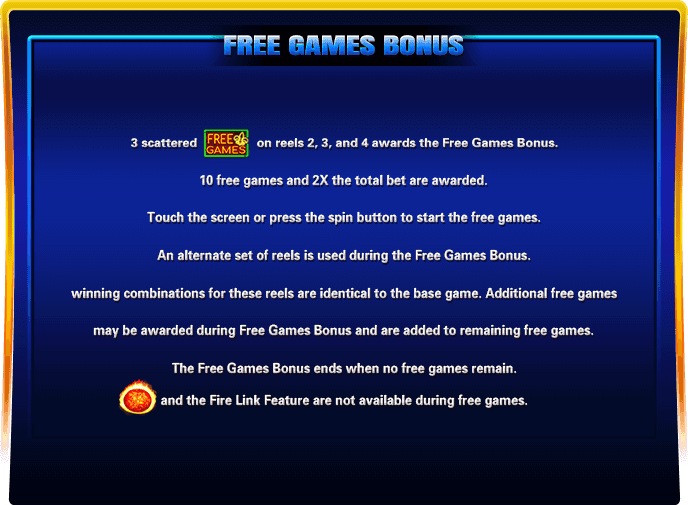 FREE GAMES BONUS
3 scattered FREE GAMES on reels 2, 3, and 4 awards the Free Games Bonus.
10 free games and 2X the total bet are awarded.
Touch the screen or press the spin button to start the free games.
An alternate set of reels is used during the Free Games Bonus.
winning combinations for these reels are identical to the base game. Additional free games
may be awarded during Free Games Bonus and are added to remaining free games.
The Free Games Bonus ends when no free games remain.
and the Fire Link Feature are not available during free games.